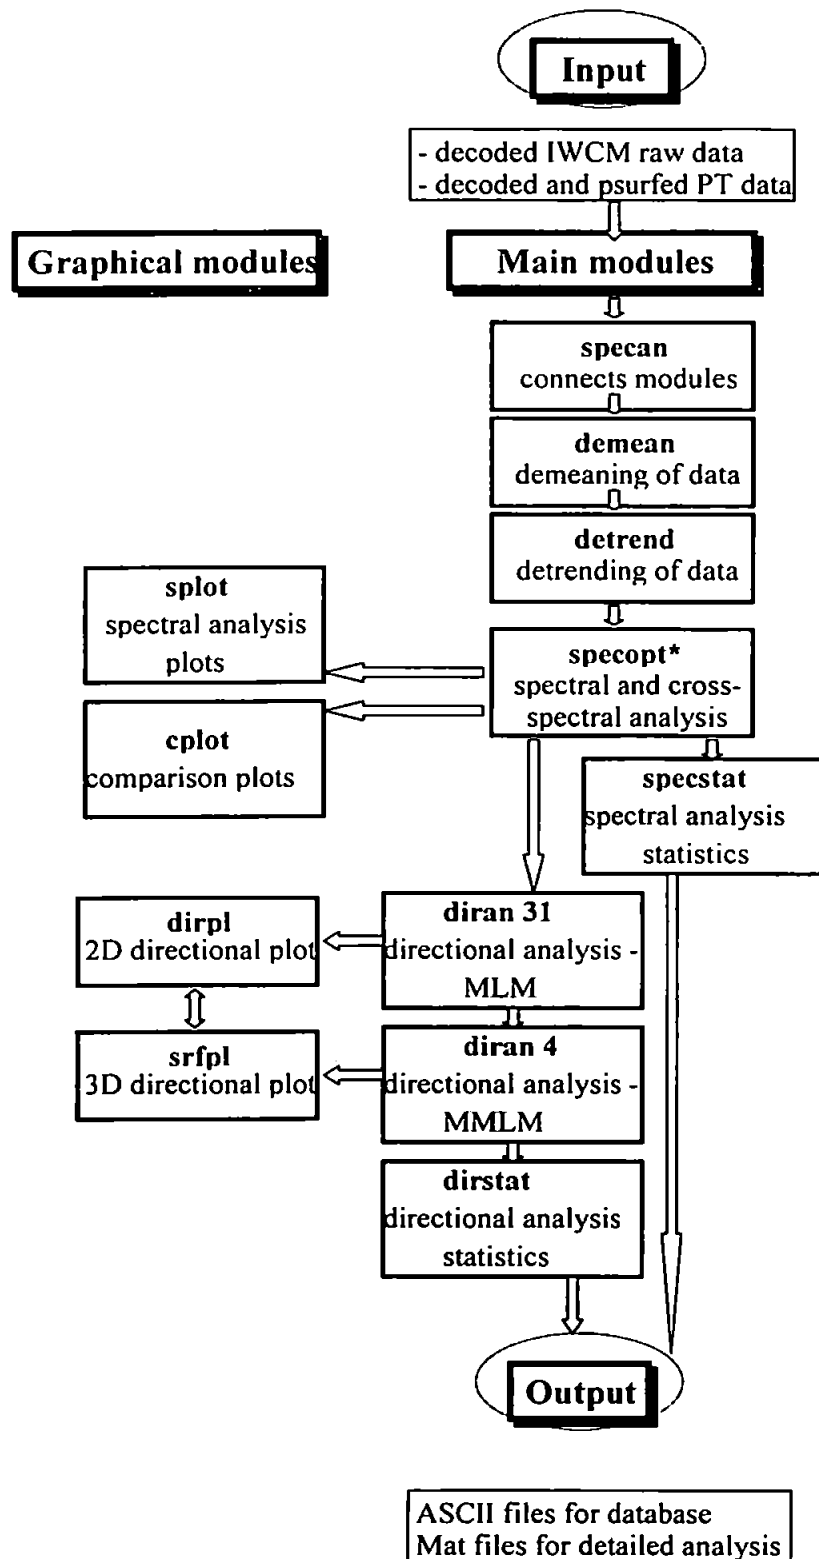 Input
- decoded IWCM raw data
- decoded and psurfed PT data
Graphical modules
Main modules
specan
connects modules
demean
demeaning of data
detrend
detrending of data
splot
spectral analysis
plots
specopt*
spectral and cross-
spectral analysis
cplot
comparison plots
specstat
spectral analysis
statistics
dirpl
2D directional plot
diran 31
directional analysis -
MLM
srfpl
3D directional plot
diran 4
directional analysis -
MMLM
dirstat
directional analysis
statistics
Output
ASCII files for database
Mat files for detailed analysis